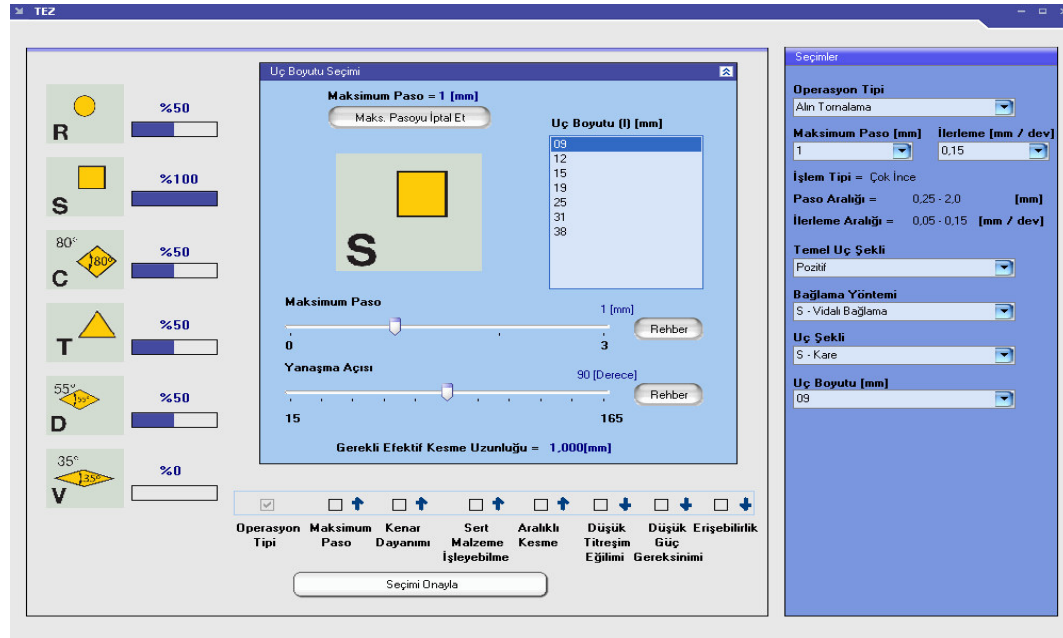 TEZ
R
%50
S
%100
80°
80°
C
%50
T
%50
55°
55°
D
%50
35°
35°
V
%0
Uç Boyutu Seçimi
Maksimum Paso = 1 [mm]
Maks. Pasoyu İptal Et
S
Uç Boyutu (l) [mm]
09
12
15
19
25
31
38
Maksimum Paso
1 [mm]
0
3
Rehber
Yanaşma Açısı
90 [Derece]
15
165
Rehber
Gerekli Efektif Kesme Uzunluğu = 1,000[mm]
Operasyon Tipi
Maksimum Paso
Kenar Dayanımı
Sert Malzeme İşleyebilme
Aralıklı Kesme
Düşük Titreşim Eğilimi
Düşük Güç Gereksinimi
Erişebilirlik
Seçimi Onayla
Seçimler
Operasyon Tipi
Alın Tornalama
Maksimum Paso [mm] İlerleme [mm / dev]
1 0,15
İşlem Tipi = Çok İnce
Paso Aralığı = 0,25 - 2,0 [mm]
İlerleme Aralığı = 0,05 - 0,15 [mm / dev]
Temel Uç Şekli
Pozitif
Bağlama Yöntemi
S - Vidalı Bağlama
Uç Şekli
S - Kare
Uç Boyutu [mm]
09